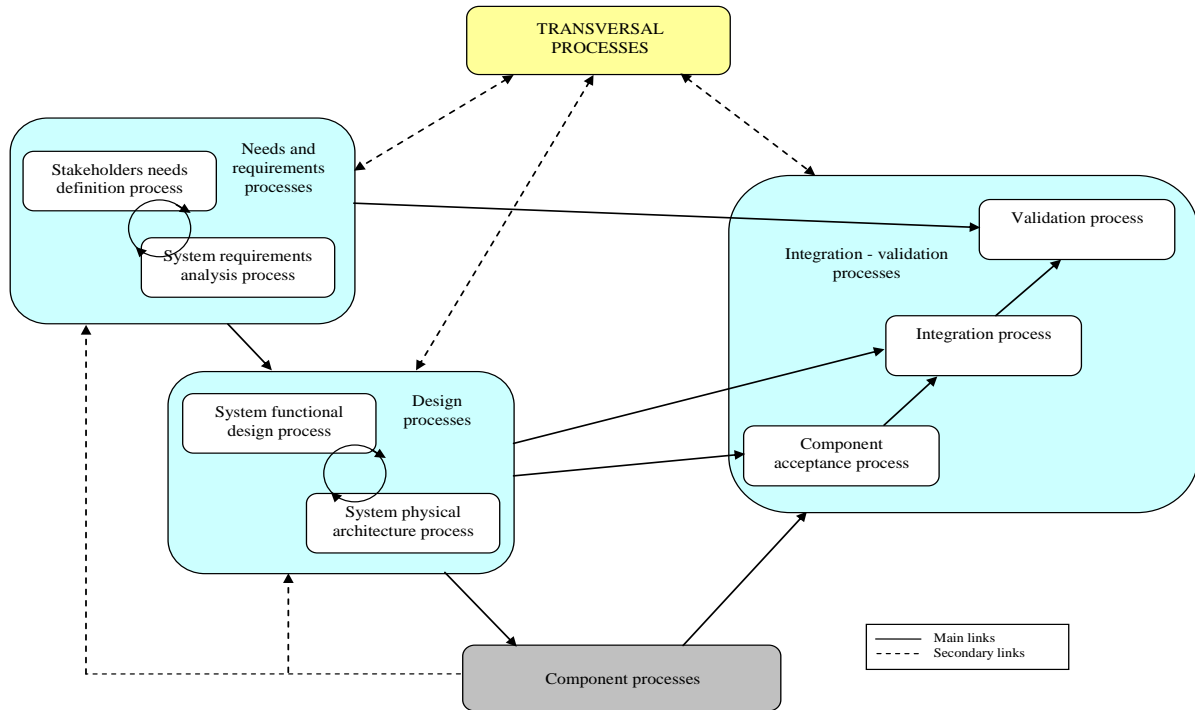 TRANSVERSAL
PROCESSES
Needs and
requirements
processes
Stakeholders needs
definition process
System requirements
analysis process
Validation process
Integration - validation
processes
Integration process
Component
acceptance process
Design
processes
System functional
design process
System physical
architecture process
Main links
Secondary links
Component processes